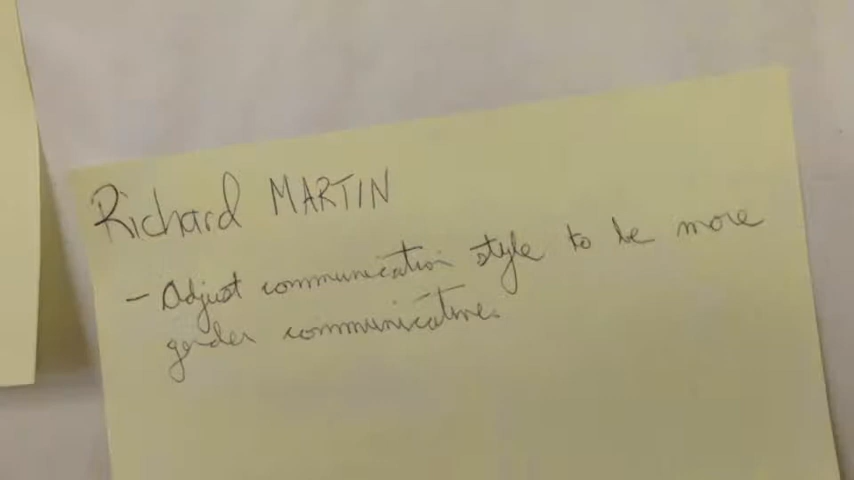 Richard MARTIN
- Adjust communication style to be more
gender communicative.